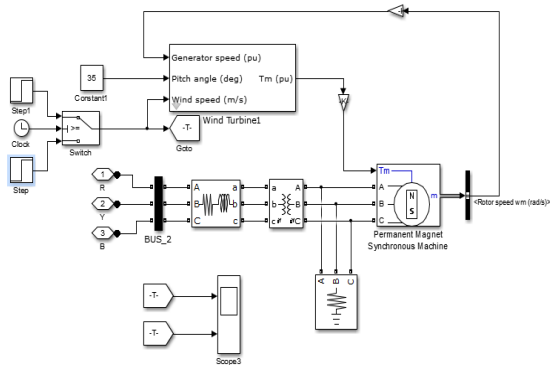 Generator speed (pu)
Pitch angle (deg)
Tm (pu)
Wind speed (m/s)
Wind Turbine1
35
Constant1
Step1
Clock
>=
Switch
Step
-T-
Goto
-K-
1
R
2
Y
3
B
BUS_2
A
B
C
a
b
c
a
b
c
A
B
C
Tm
A
B
C
N
S
m
Permanent Magnet
Synchronous Machine
<Rotor speed wm (rad/s)>
A
B
C
-T-
-T-
Scope3